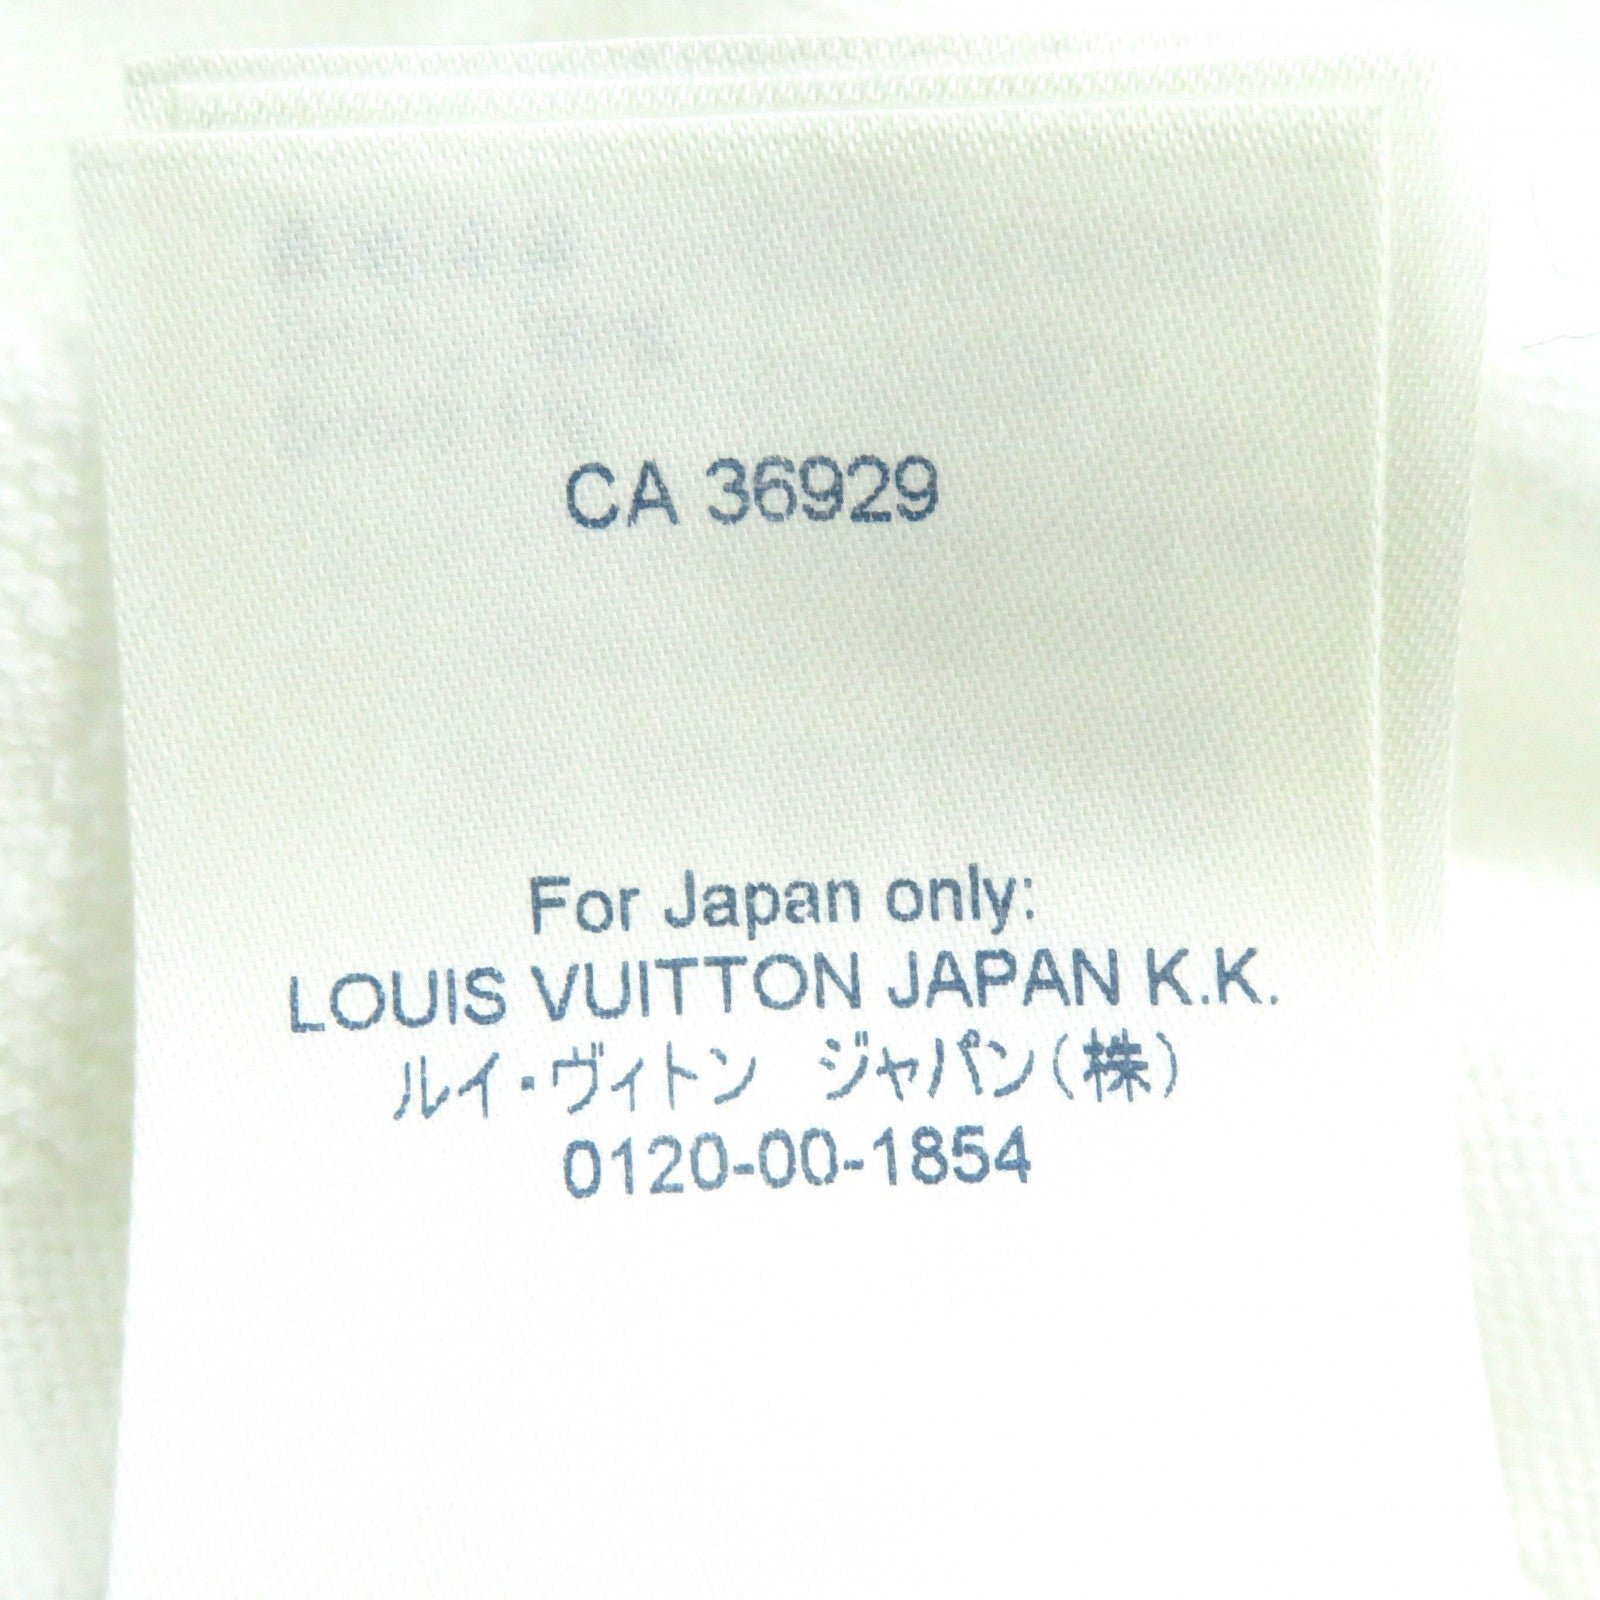 CA 36929
For Japan only:
LOUIS VUITTON JAPAN K.K.
ルイ・ヴィトン ジャパン(株)
0120-00-1854